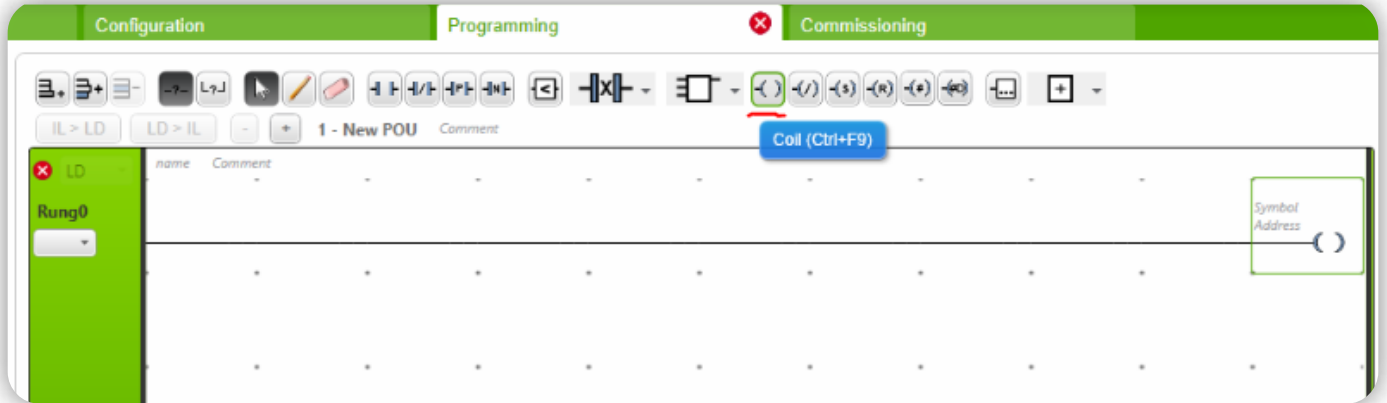 Configuration
Programming
Commissioning
IL > LD
LD > IL
-
+
1 - New POU
Comment
Coil (Ctrl+F9)
LD
name
Comment
Rung0
Symbol
Address